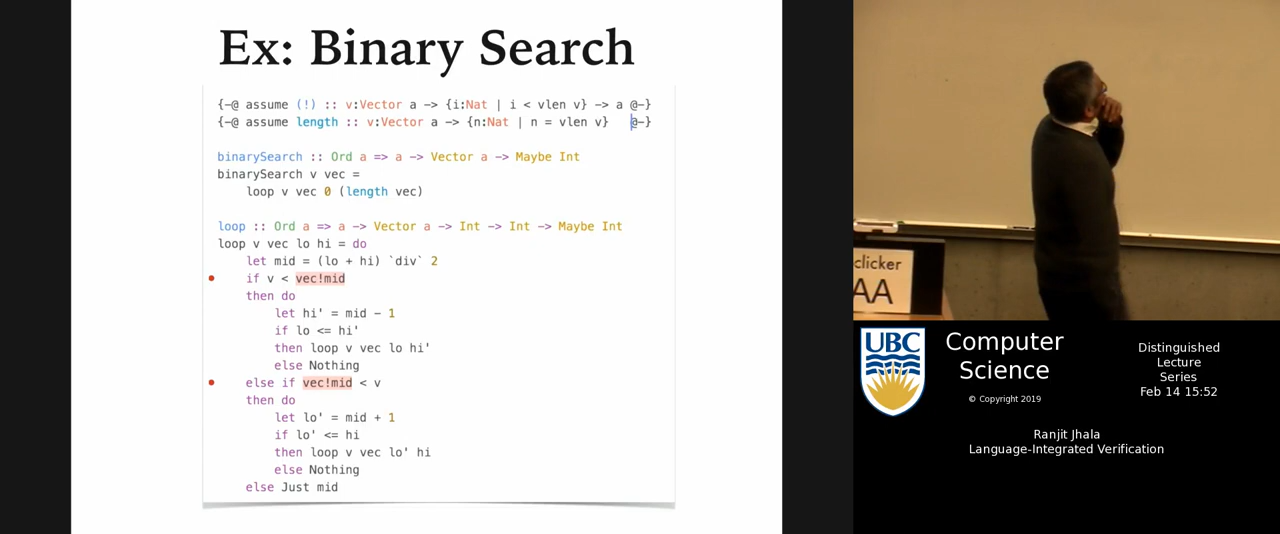 Ex: Binary Search
{-@ assume (!) :: v:Vector a -> {i:Nat | i < vlen v} -> a @-}
{-@ assume length :: v:Vector a -> {n:Nat | n = vlen v} @-}
binarySearch :: Ord a => a -> Vector a -> Maybe Int
binarySearch v vec =
loop v vec 0 (length vec)
loop :: Ord a => a -> Vector a -> Int -> Int -> Maybe Int
loop v vec lo hi = do
let mid = (lo + hi) `div` 2
if v < vec!mid
then do
let hi' = mid - 1
if lo <= hi'
then loop v vec lo hi'
else Nothing
else if vec!mid < v
then do
let lo' = mid + 1
if lo' <= hi
then loop v vec lo' hi
else Nothing
else Just mid
clicker
AA
UBC
Computer
Science
© Copyright 2019
Distinguished
Lecture
Series
Feb 14 15:52
Ranjit Jhala
Language-Integrated Verification